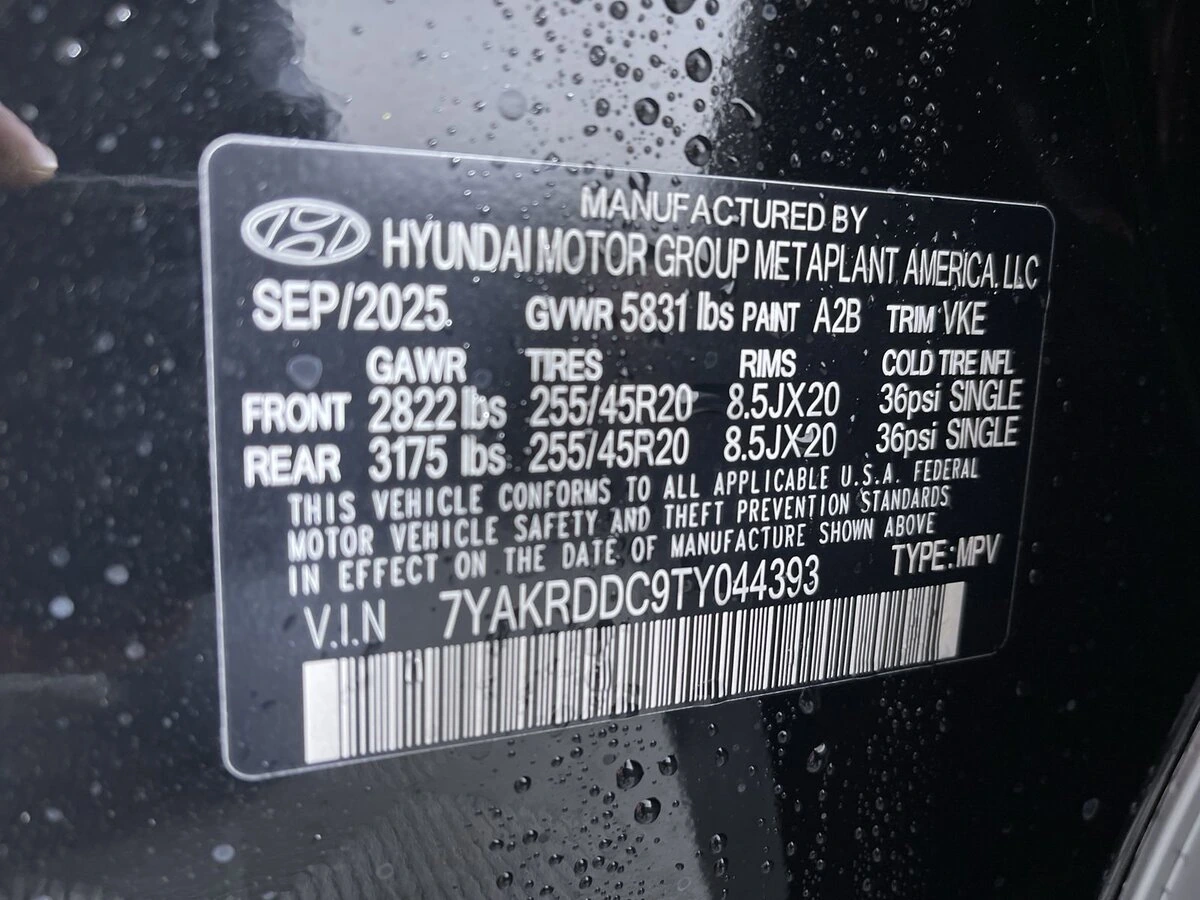 MANUFACTURED BY
HYUNDAI MOTOR GROUP METAPLANT AMERICA, LLC
SEP/2025 GVWR 5831 lbs PAINT A2B TRIM VKE
GAWR TIRES RIMS COLD TIRE INFL
FRONT 2822 lbs 255/45R20 8.5JX20 36psi SINGLE
REAR 3175 lbs 255/45R20 8.5JX20 36psi SINGLE
THIS VEHICLE CONFORMS TO ALL APPLICABLE U.S.A. FEDERAL
MOTOR VEHICLE SAFETY AND THEFT PREVENTION STANDARDS
IN EFFECT ON THE DATE OF MANUFACTURE SHOWN ABOVE
V.I.N 7YAKRDDC9TY044393 TYPE:MPV